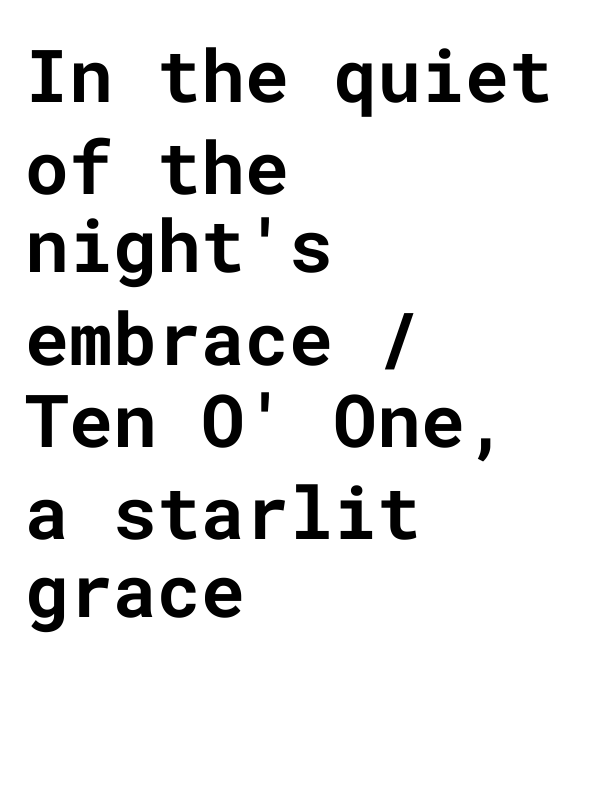 In the quiet
of the
night's
embrace /
Ten O' One,
a starlit
grace